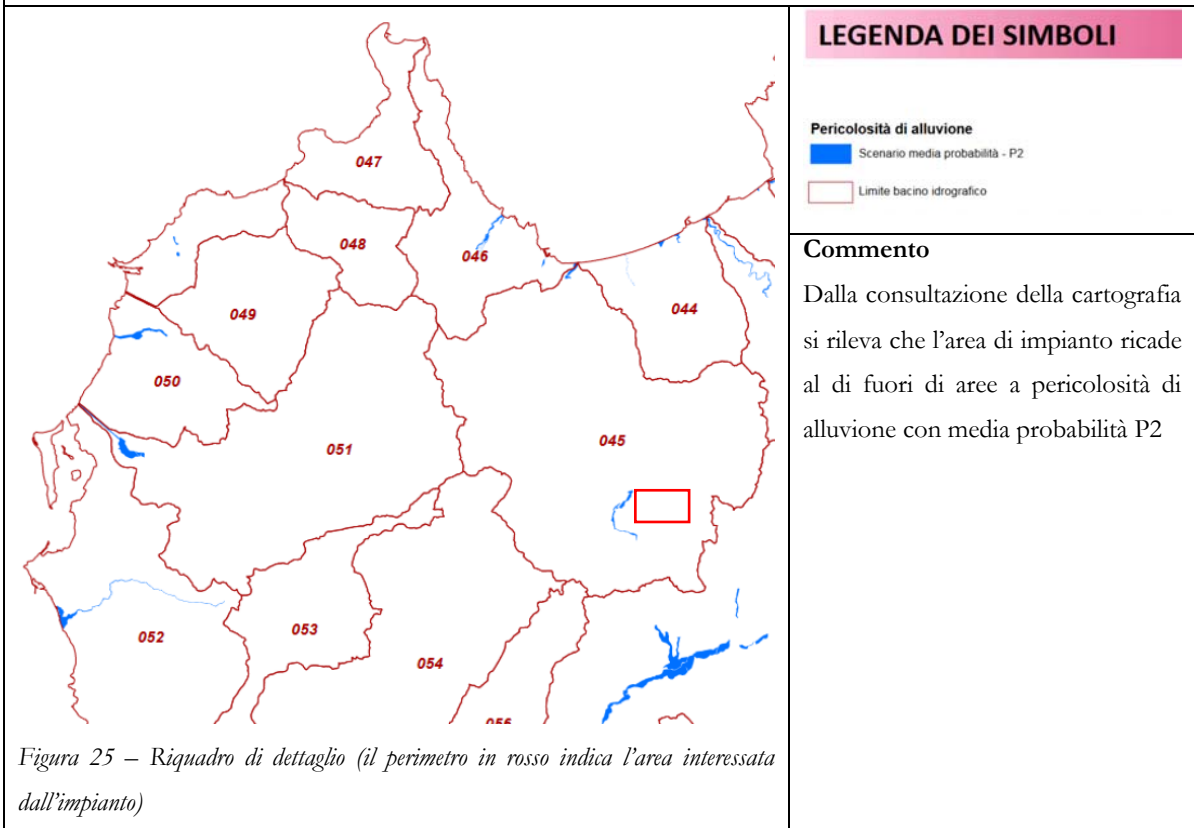 047
048
046
049
044
050
051
045
052
053
054
055
Figura 25 – Riquadro di dettaglio (il perimetro in rosso indica l'area interessata
dall'impianto)
LEGENDA DEI SIMBOLI
Pericolosità di alluvione
Scenario media probabilità - P2
Limite bacino idrografico
Commento
Dalla consultazione della cartografia
si rileva che l'area di impianto ricade
al di fuori di aree a pericolosità di
alluvione con media probabilità P2